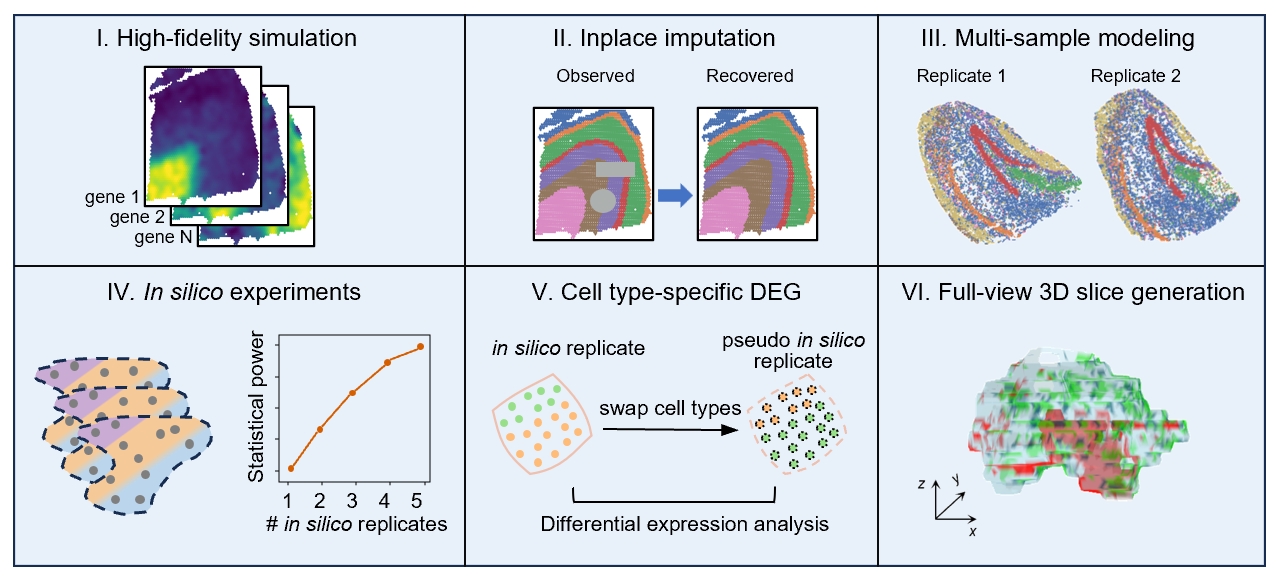 I. High-fidelity simulation
gene 1
gene 2
gene N
II. Inplace imputation
Observed
Recovered
III. Multi-sample modeling
Replicate 1
Replicate 2
IV. In silico experiments
Statistical power
1 2 3 4 5
# in silico replicates
V. Cell type-specific DEG
in silico replicate
swap cell types
pseudo in silico
replicate
Differential expression analysis
VI. Full-view 3D slice generation
z
y
x